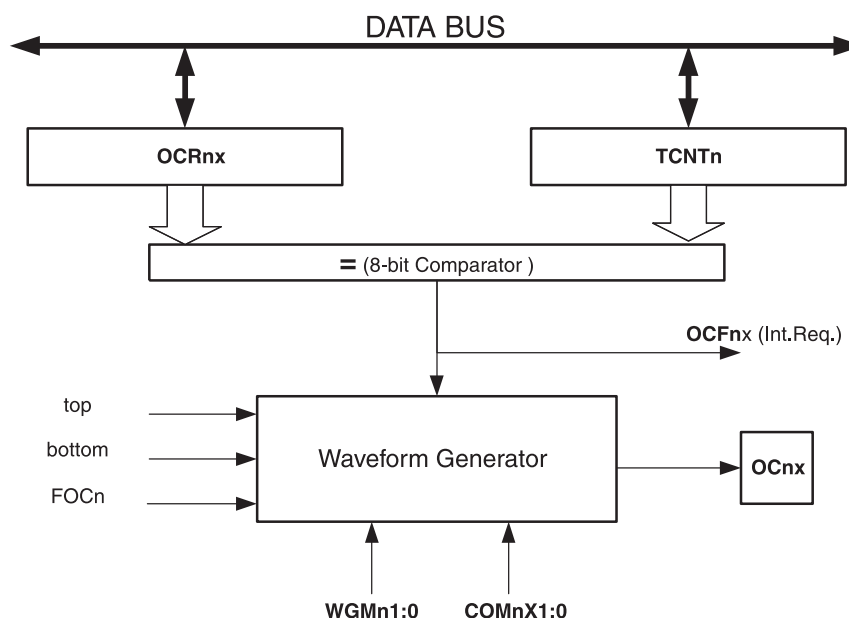 DATA BUS
OCRnx
TCNTn
= (8-bit Comparator )
OCFnx (Int.Req.)
top
bottom
FOCn
Waveform Generator
OCnx
WGMn1:0
COMnX1:0